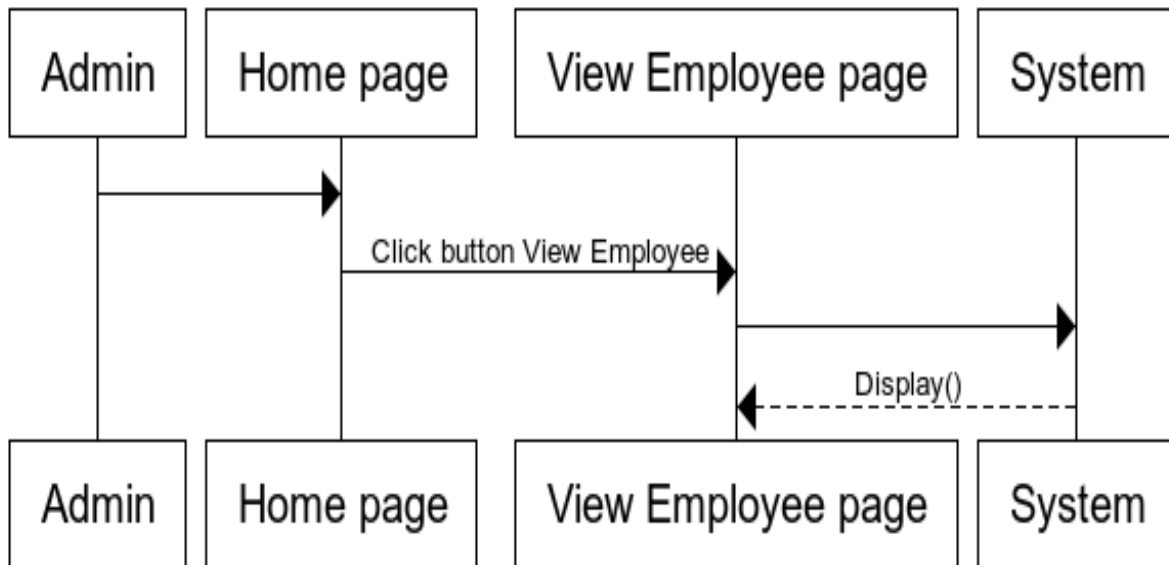 Admin
Home page
View Employee page
System
Click button View Employee
Display()
Admin
Home page
View Employee page
System